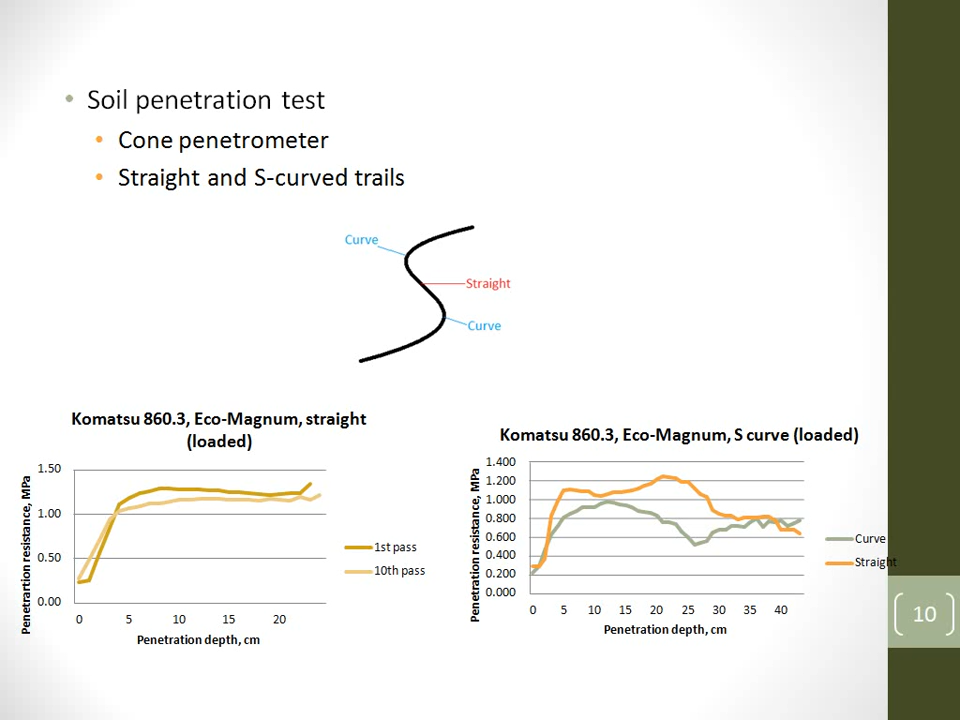 Soil penetration test
Cone penetrometer
Straight and S-curved trails
Curve
Straight
Curve
Komatsu 860.3, Eco-Magnum, straight
(loaded)
Penetrartion resistance, MPa
1.50
1.00
0.50
0.00
0 5 10 15 20
Penetration depth, cm
1st pass
10th pass
Komatsu 860.3, Eco-Magnum, S curve (loaded)
Penetration resistance, MPa
1.400
1.200
1.000
0.800
0.600
0.400
0.200
0.000
0 5 10 15 20 25 30 35 40
Penetration depth, cm
Curve
Straight
10